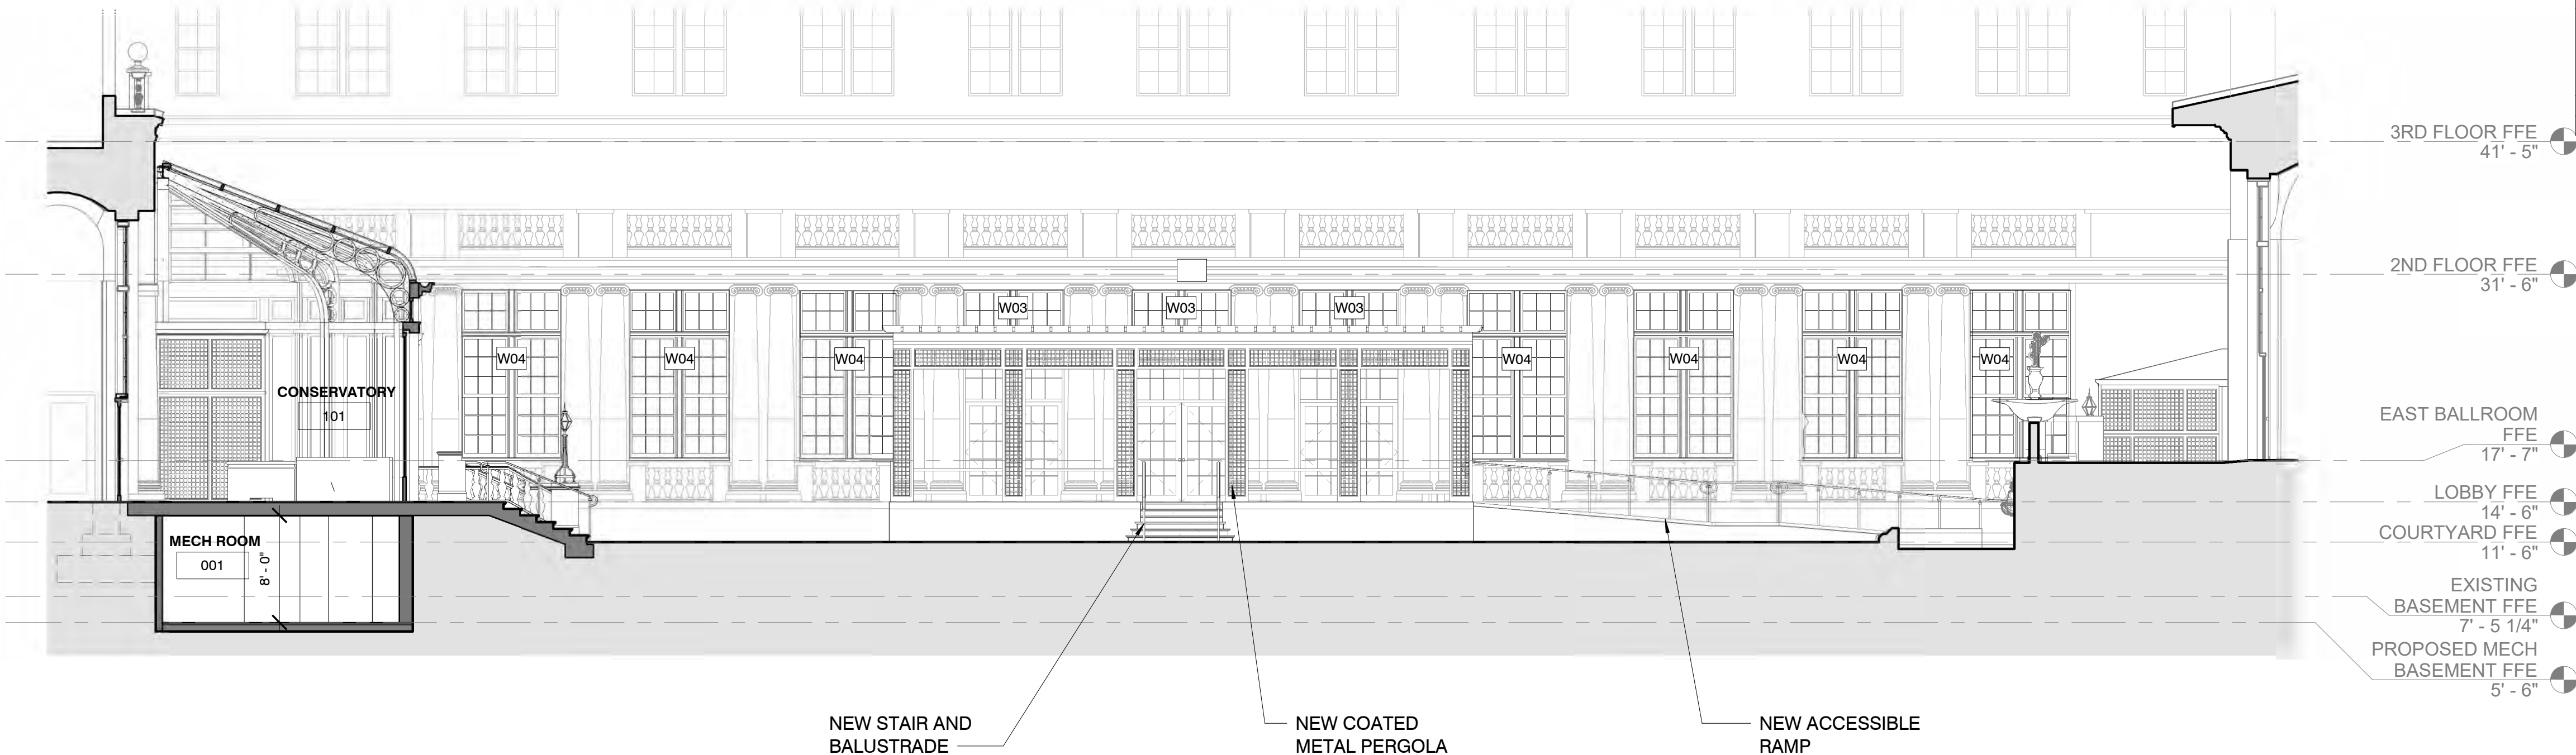 3RD FLOOR FFE
41' - 5"
2ND FLOOR FFE
31' - 6"
W03 W03 W03
W04 W04 W04 W04 W04 W04 W04
CONSERVATORY
101
EAST BALLROOM
FFE
17' - 7"
LOBBY FFE
14' - 6"
COURTYARD FFE
11' - 6"
MECH ROOM
001
8' - 0"
EXISTING
BASEMENT FFE
7' - 5 1/4"
PROPOSED MECH
BASEMENT FFE
5' - 6"
NEW STAIR AND
BALUSTRADE
NEW COATED
METAL PERGOLA
NEW ACCESSIBLE
RAMP